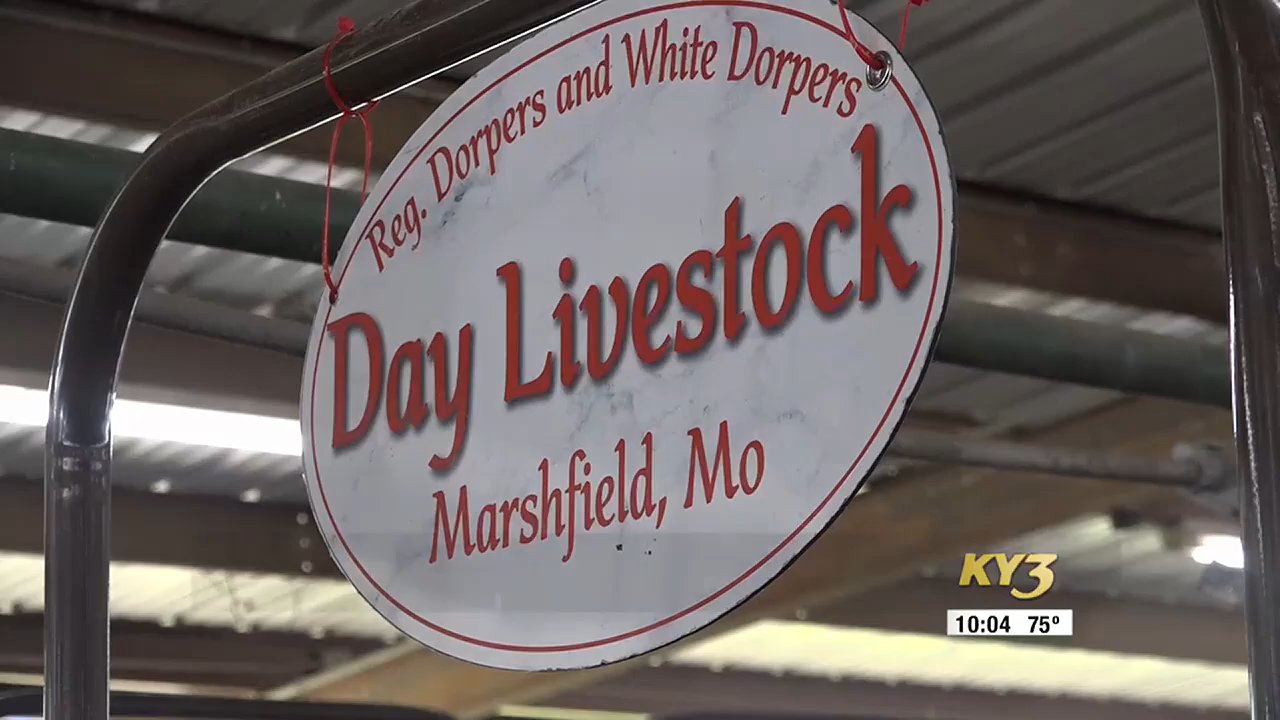 Reg. Dorpers and White Dorpers
Day Livestock
Marshfield, Mo
KY3
10:04 75°